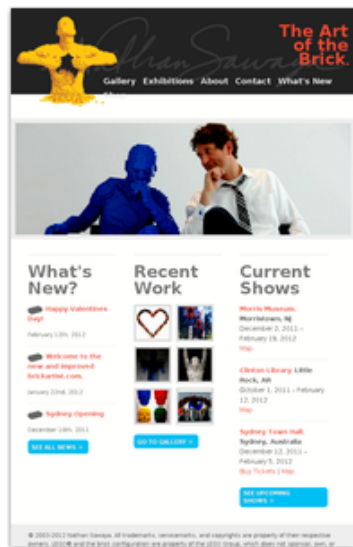 Nathan Sawaya
The Art
of the
Brick.
Gallery Exhibitions About Contact What's New
What's
New?
Happy Valentines
Day!
February 13th, 2012
Welcome to the
new and improved
brickartist.com.
January 22nd, 2012
Sydney Opening
December 16th, 2011
SEE ALL NEWS >
Recent
Work
GO TO GALLERY >
Current
Shows
Morris Museum,
Morristown, NJ
December 2, 2011 –
February 19, 2012
Map
Clinton Library, Little
Rock, AR
October 1, 2011 – February
12, 2012
Map
Sydney Town Hall,
Sydney, Australia
December 12, 2011 –
February 5, 2012
Buy Tickets | Map
SEE UPCOMING
SHOWS >
© 2003-2012 Nathan Sawaya. All trademarks, servicemarks, and copyrights are property of their respective
owners. LEGO® and the brick configuration are property of the LEGO Group, which does not sponsor, own, or